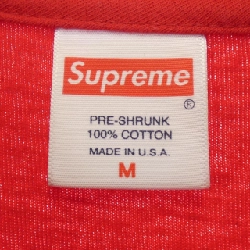 Supreme
PRE-SHRUNK
100% COTTON
MADE IN U.S.A.
M